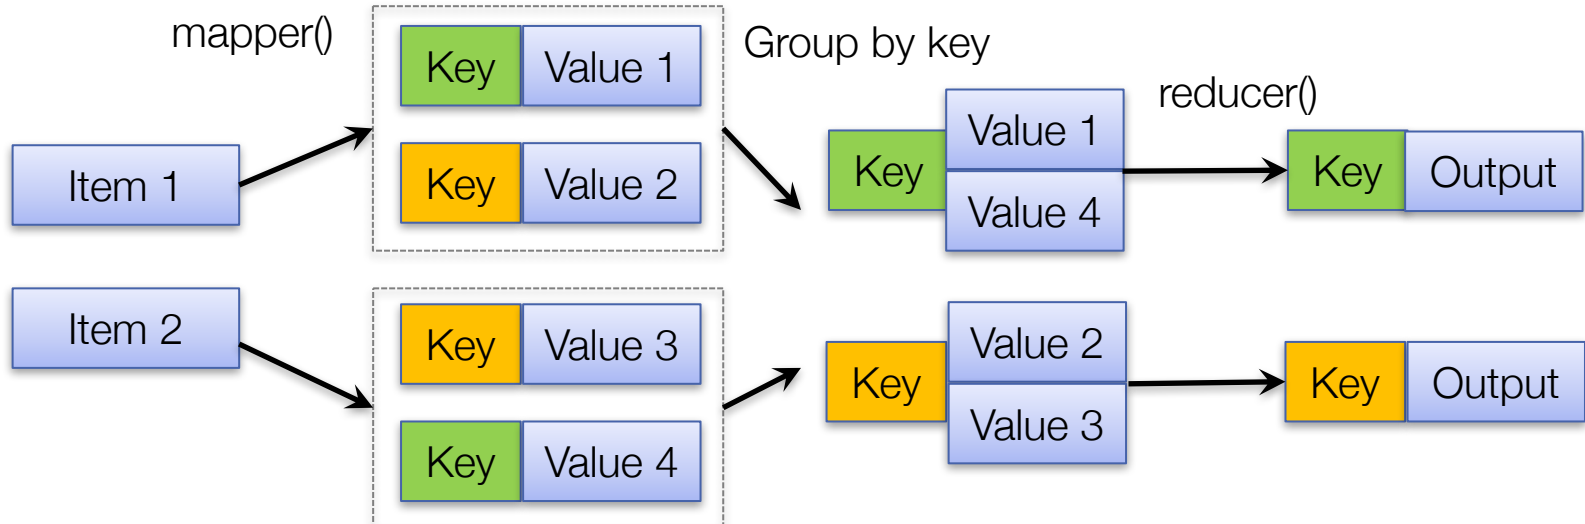 mapper()
Key Value 1
Key Value 2
Item 1
Group by key
Key
Value 1
Value 4
reducer()
Key Output
Item 2
Key Value 3
Key Value 4
Key
Value 2
Value 3
Key Output